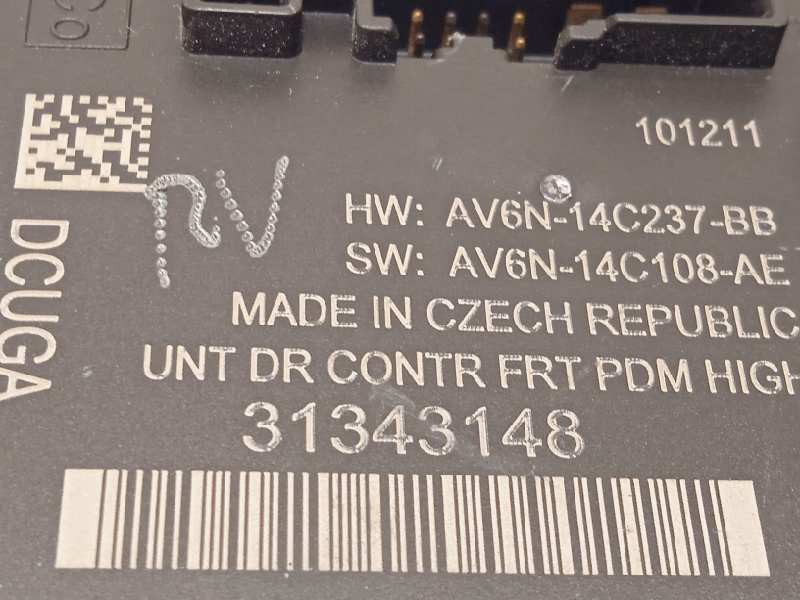 Co
101211
HW: AV6N-14C237-BB
SW: AV6N-14C108-AE
MADE IN CZECH REPUBLIC
UNT DR CONTR FRT PDM HIGH
31343148
DCUGA